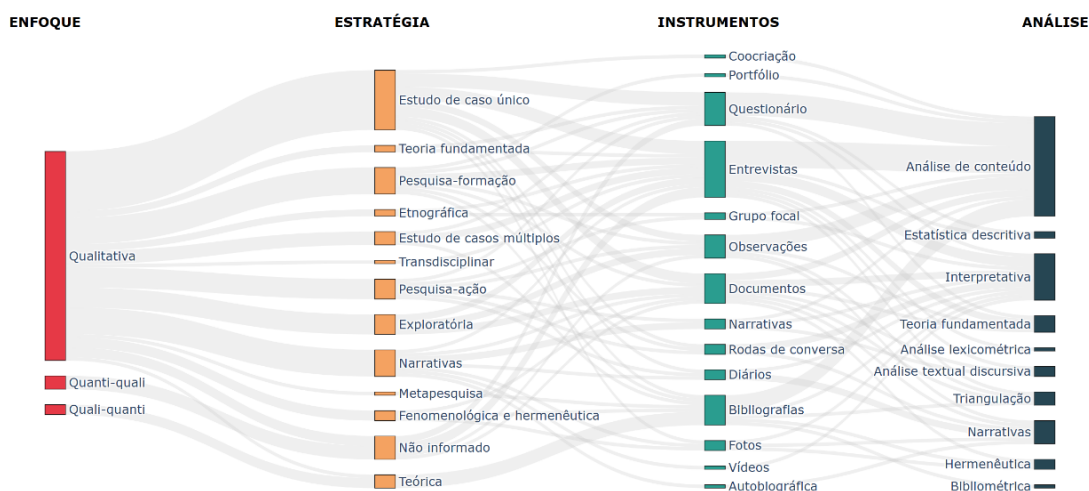 ENFOQUE
ESTRATÉGIA
INSTRUMENTOS
ANÁLISE
Qualitativa
Quanti-quali
Quali-quanti
Estudo de caso único
Teoria fundamentada
Pesquisa-formação
Etnográfica
Estudo de casos múltiplos
Transdisciplinar
Pesquisa-ação
Exploratória
Narrativas
Metapesquisa
Fenomenológica e hermenêutica
Não informado
Teórica
Coocriação
Portfólio
Questionário
Entrevistas
Grupo focal
Observações
Documentos
Narrativas
Rodas de conversa
Diários
Bibliografias
Fotos
Vídeos
Autobiográfica
Análise de conteúdo
Estatística descritiva
Interpretativa
Teoria fundamentada
Análise lexicométrica
Análise textual discursiva
Triangulação
Narrativas
Hermenêutica
Bibliométrica